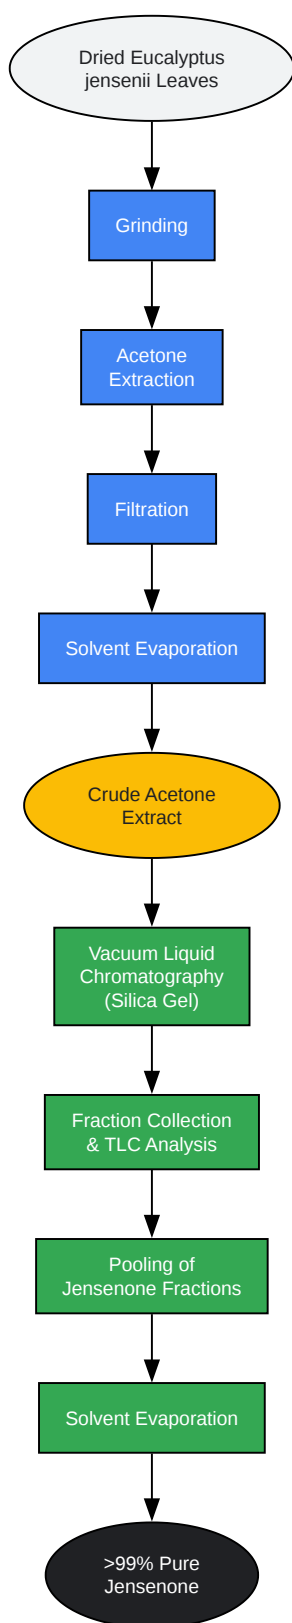 Dried Eucalyptus
jensenii Leaves
Grinding
Acetone
Extraction
Filtration
Solvent Evaporation
Crude Acetone
Extract
Vacuum Liquid
Chromatography
(Silica Gel)
Fraction Collection
& TLC Analysis
Pooling of
Jensenone Fractions
Solvent Evaporation
>99% Pure
Jensenone